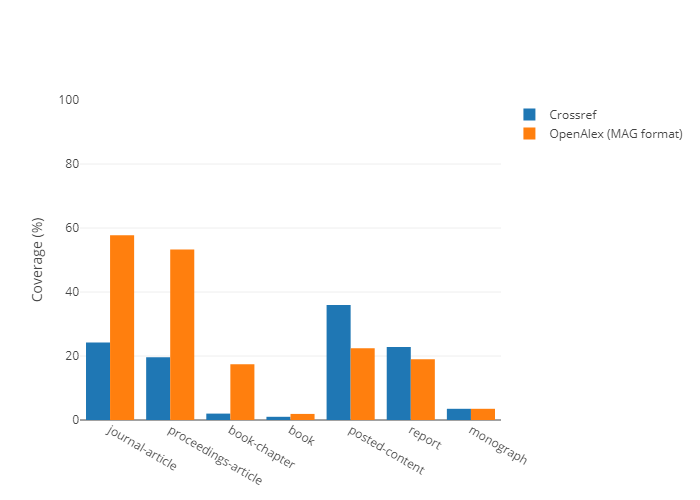 100
80
60
40
20
0
Coverage (%)
journal-article
proceedings-article
book-chapter
book
posted-content
report
monograph
Crossref
OpenAlex (MAG format)